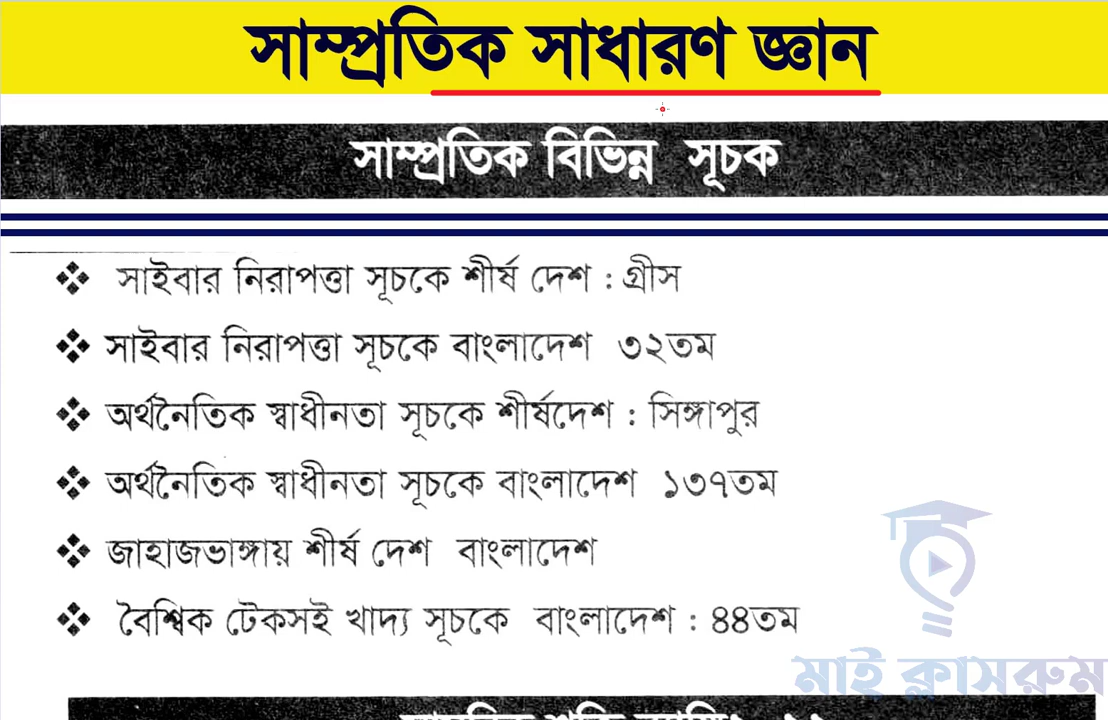 সাম্প্রতিক সাধারণ জ্ঞান
সাম্প্রতিক বিভিন্ন সূচক
❖ সাইবার নিরাপত্তা সূচকে শীর্ষ দেশ : গ্রীস
❖ সাইবার নিরাপত্তা সূচকে বাংলাদেশ ৩২তম
❖ অর্থনৈতিক স্বাধীনতা সূচকে শীর্ষদেশ : সিঙ্গাপুর
❖ অর্থনৈতিক স্বাধীনতা সূচকে বাংলাদেশ ১৩৭তম
❖ জাহাজভাঙ্গায় শীর্ষ দেশ বাংলাদেশ
❖ বৈশ্বিক টেকসই খাদ্য সূচকে বাংলাদেশ : ৪৪তম
মাই ক্লাসরুম